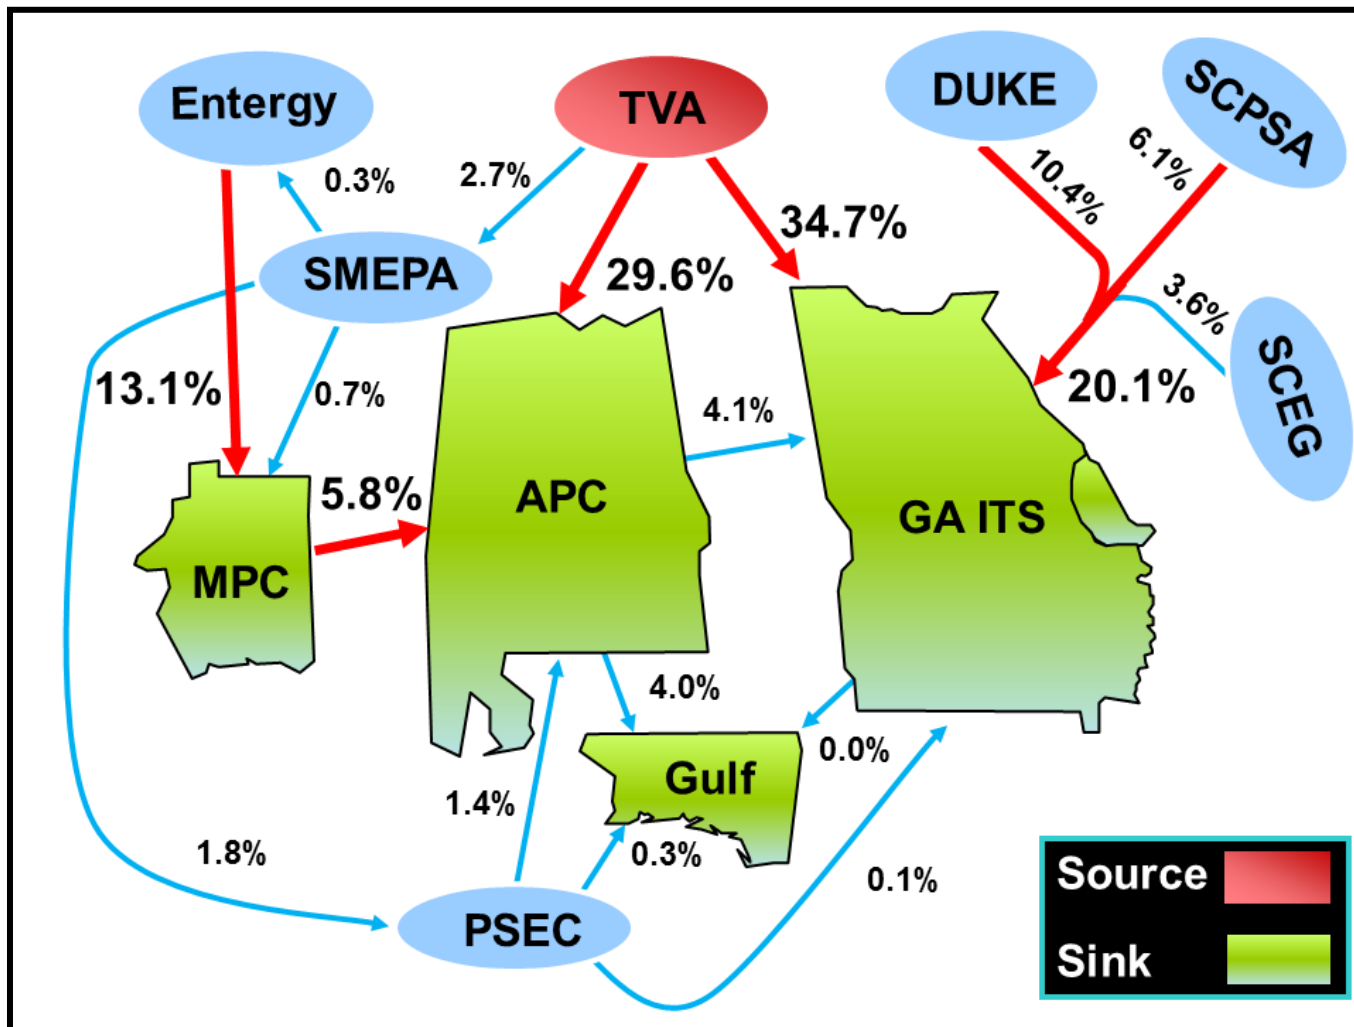 Entergy
TVA
DUKE
SCPSA
0.3%
2.7%
10.4%
6.1%
34.7%
SMEPA
29.6%
3.6%
13.1%
0.7%
4.1%
20.1%
SCEG
5.8%
APC
GA ITS
MPC
4.0%
0.0%
Gulf
1.4%
0.3%
1.8%
0.1%
PSEC
Source
Sink